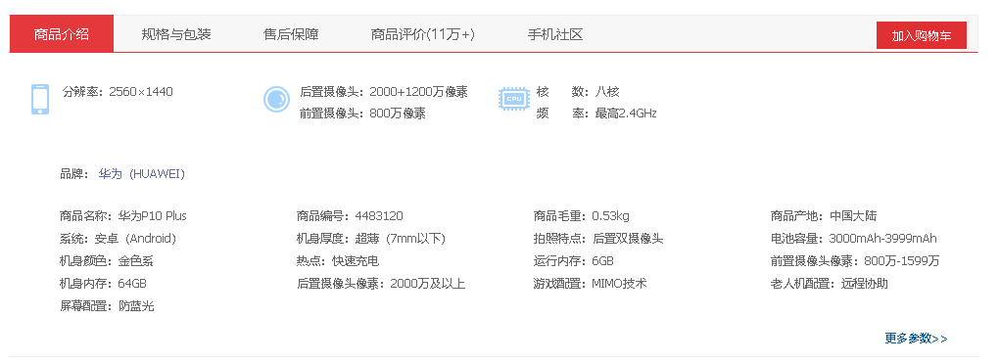 商品介绍 规格与包装 售后保障 商品评价(11万+) 手机社区 加入购物车
分辨率：2560×1440 后置摄像头：2000+1200万像素 核 数：八核
前置摄像头：800万像素 CPU 频 率：最高2.4GHz
品牌： 华为（HUAWEI）
商品名称：华为P10 Plus 商品编号：4483120 商品毛重：0.53kg 商品产地：中国大陆
系统：安卓（Android） 机身厚度：超薄（7mm以下） 拍照特点：后置双摄像头 电池容量：3000mAh-3999mAh
机身颜色：金色系 热点：快速充电 运行内存：6GB 前置摄像头像素：800万-1599万
机身内存：64GB 后置摄像头像素：2000万及以上 游戏配置：MIMO技术 老人机配置：远程协助
屏幕配置：防蓝光
更多参数>>